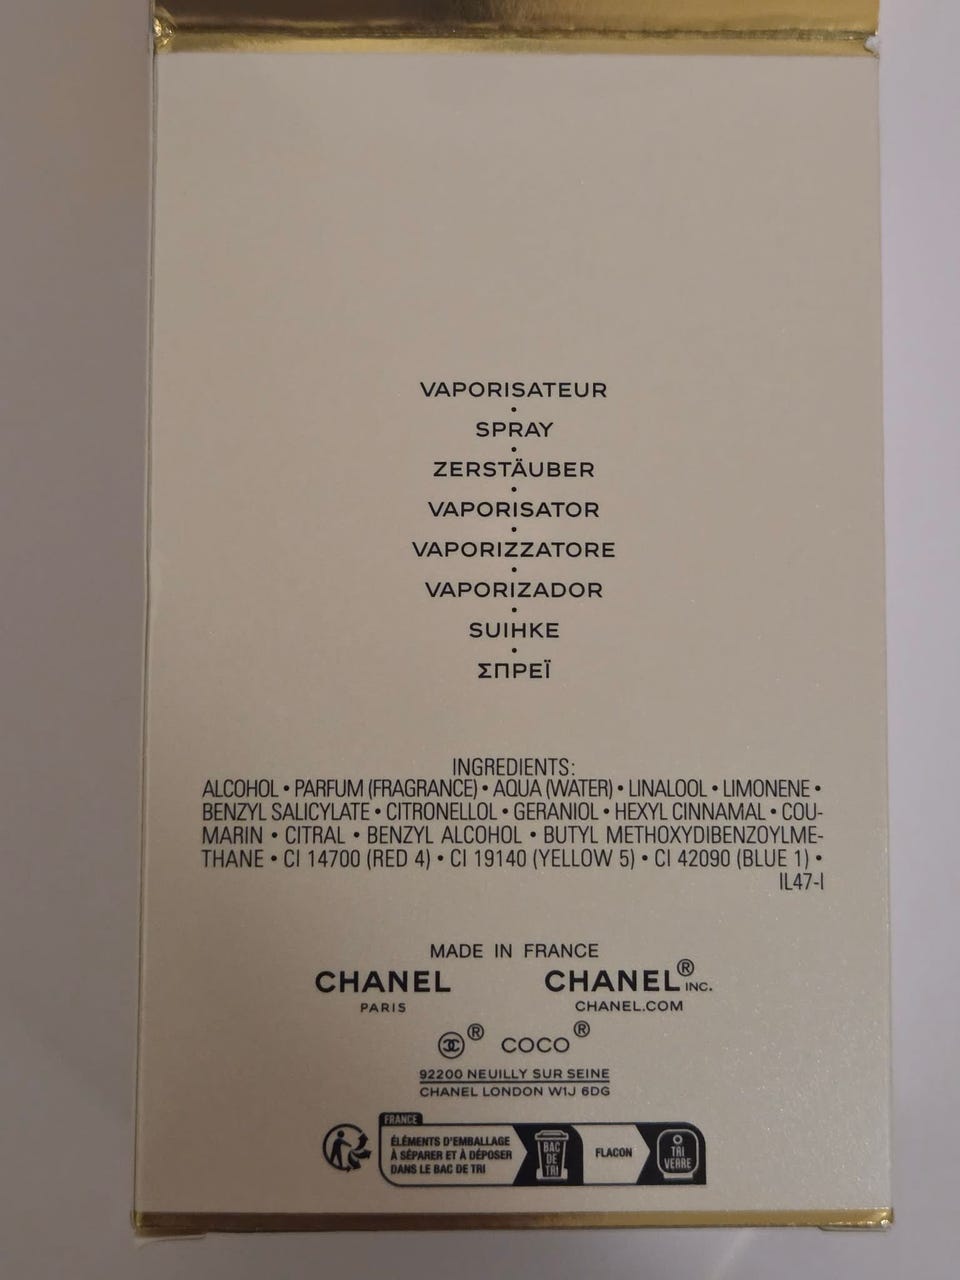 VAPORISATEUR
•
SPRAY
•
ZERSTÄUBER
•
VAPORISATOR
•
VAPORIZZATORE
•
VAPORIZADOR
•
SUIHKE
•
ΣΠΡΕΪ
INGREDIENTS:
ALCOHOL • PARFUM (FRAGRANCE) • AQUA (WATER) • LINALOOL • LIMONENE •
BENZYL SALICYLATE • CITRONELLOL • GERANIOL • HEXYL CINNAMAL • COU-
MARIN • CITRAL • BENZYL ALCOHOL • BUTYL METHOXYDIBENZOYLME-
THANE • CI 14700 (RED 4) • CI 19140 (YELLOW 5) • CI 42090 (BLUE 1) •
IL47-I
MADE IN FRANCE
CHANEL CHANEL® INC.
PARIS CHANEL.COM
® COCO®
92200 NEUILLY SUR SEINE
CHANEL LONDON W1J 6DG
FRANCE
ÉLÉMENTS D'EMBALLAGE
À SÉPARER ET À DÉPOSER
DANS LE BAC DE TRI
BAC
DE
TRI
FLACON
TRI
VERRE